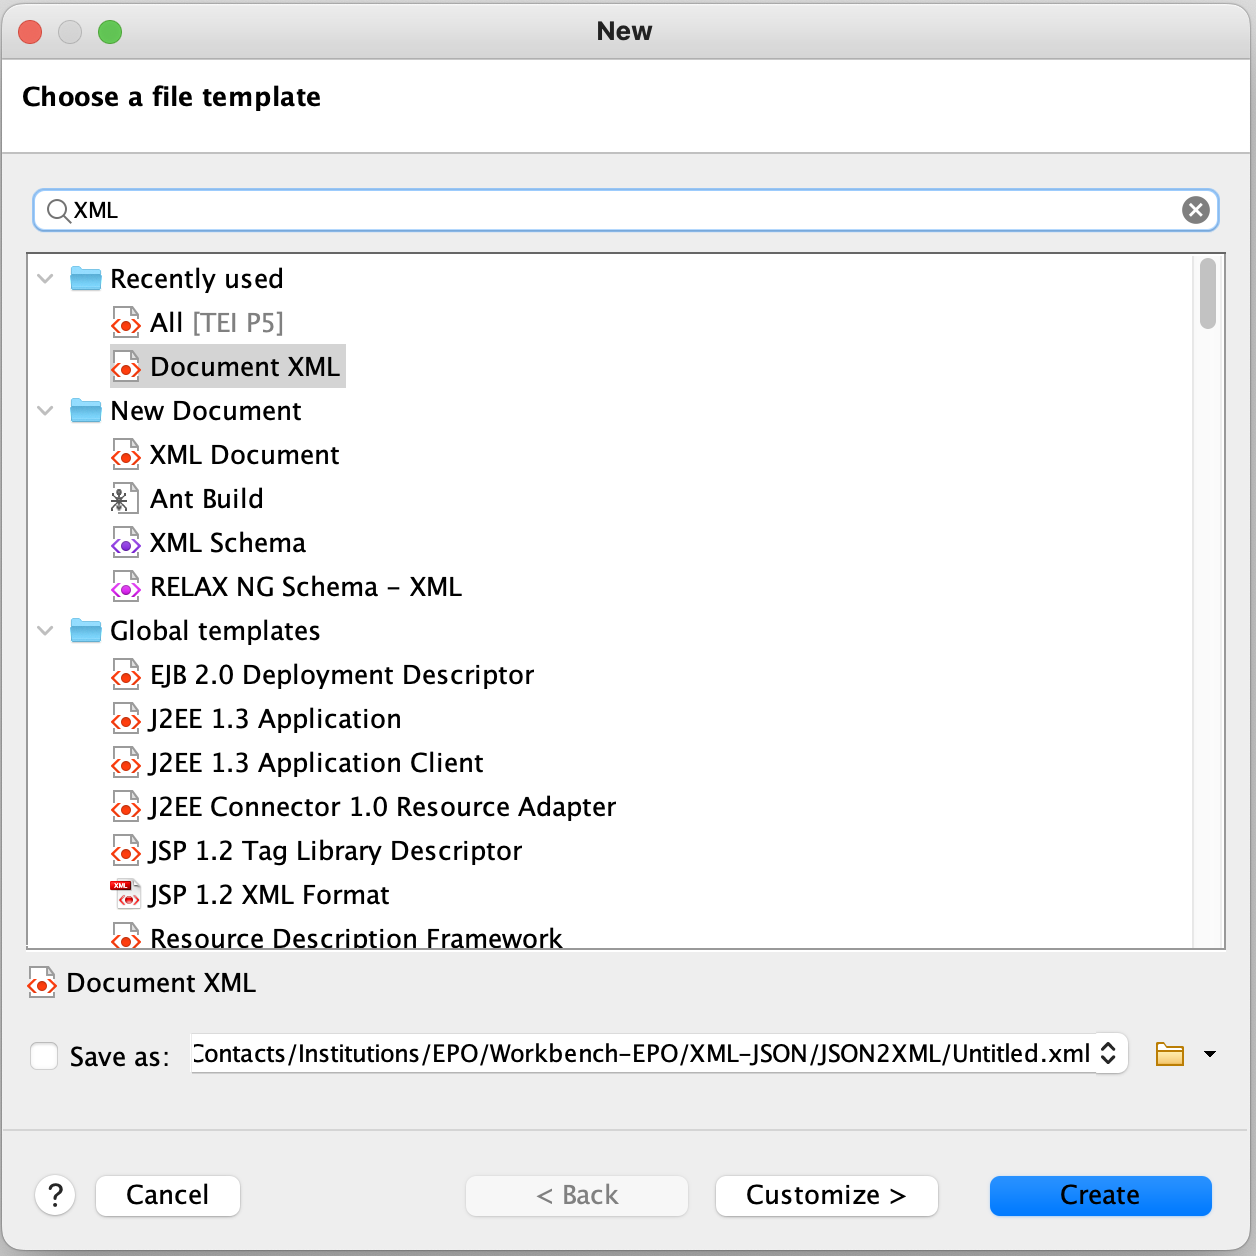 New
Choose a file template
XML
Recently used
All [TEI P5]
Document XML
New Document
XML Document
Ant Build
XML Schema
RELAX NG Schema – XML
Global templates
EJB 2.0 Deployment Descriptor
J2EE 1.3 Application
J2EE 1.3 Application Client
J2EE Connector 1.0 Resource Adapter
JSP 1.2 Tag Library Descriptor
XML JSP 1.2 XML Format
Resource Description Framework
Document XML
Save as: Contacts/Institutions/EPO/Workbench-EPO/XML-JSON/JSON2XML/Untitled.xml
? Cancel < Back Customize > Create